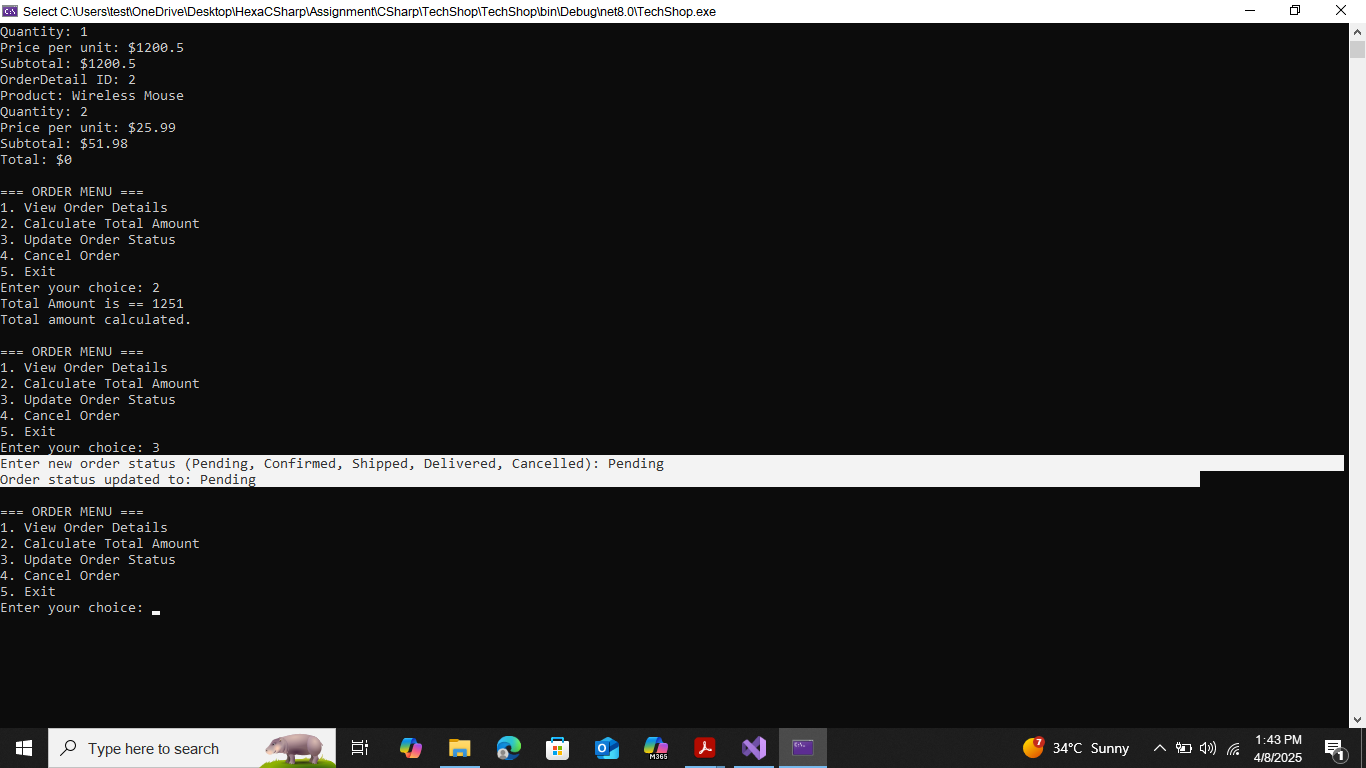 Select C:\Users\test\OneDrive\Desktop\HexaCSharp\Assignment\CSharp\TechShop\TechShop\bin\Debug\net8.0\TechShop.exe
Quantity: 1
Price per unit: $1200.5
Subtotal: $1200.5
OrderDetail ID: 2
Product: Wireless Mouse
Quantity: 2
Price per unit: $25.99
Subtotal: $51.98
Total: $0
=== ORDER MENU ===
1. View Order Details
2. Calculate Total Amount
3. Update Order Status
4. Cancel Order
5. Exit
Enter your choice: 2
Total Amount is == 1251
Total amount calculated.
=== ORDER MENU ===
1. View Order Details
2. Calculate Total Amount
3. Update Order Status
4. Cancel Order
5. Exit
Enter your choice: 3
Enter new order status (Pending, Confirmed, Shipped, Delivered, Cancelled): Pending
Order status updated to: Pending
=== ORDER MENU ===
1. View Order Details
2. Calculate Total Amount
3. Update Order Status
4. Cancel Order
5. Exit
Enter your choice:
Type here to search
M365
7
34°C Sunny
1:43 PM
4/8/2025
1